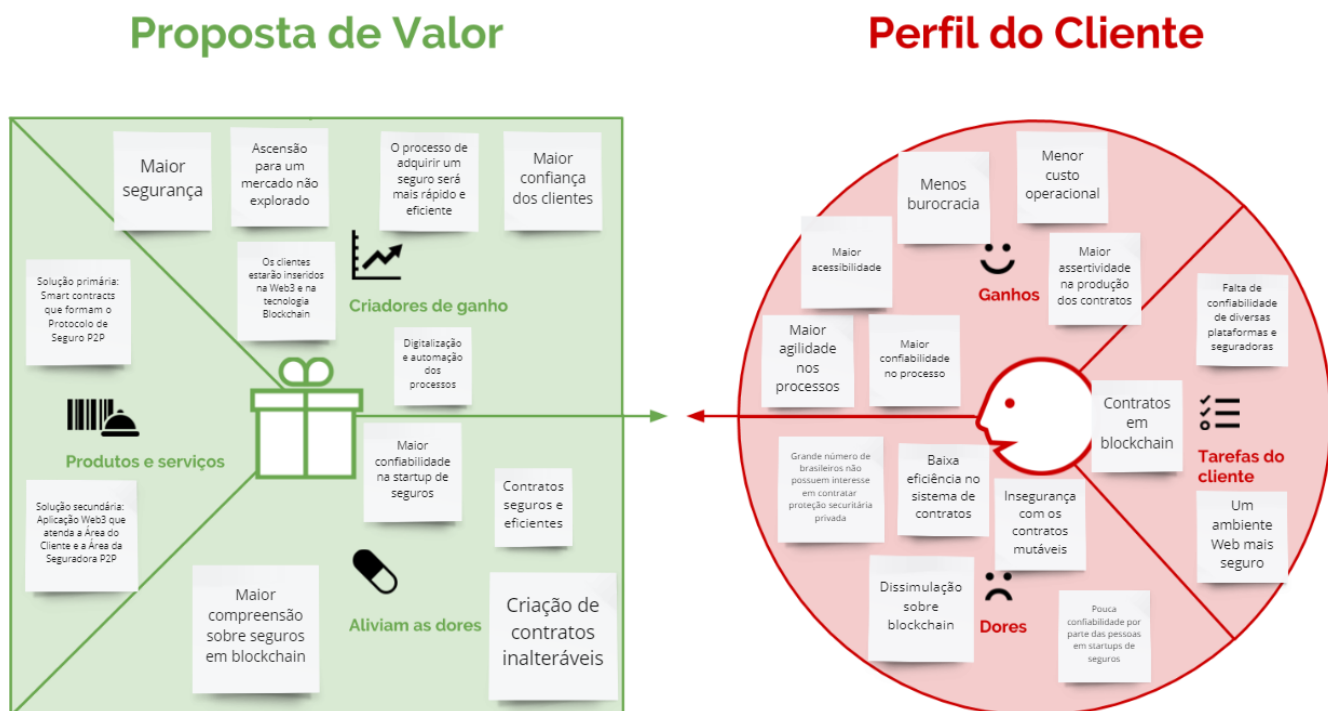 Proposta de Valor
Maior
segurança
Ascensão
para um
mercado não
explorado
O processo de
adquirir um
seguro será
mais rápido e
eficiente
Maior
confiança
dos clientes
Os clientes
estarão inseridos
na Web3 e na
tecnologia
Blockchain
Criadores de ganho
Digitalização
e automação
dos
processos
Solução primária:
Smart contracts
que formam o
Protocolo de
Seguro P2P
Produtos e serviços
Solução secundária:
Aplicação Web3 que
atenda a Área do
Cliente e a Área da
Seguradora P2P
Maior
confiabilidade
na startup de
seguros
Contratos
seguros e
eficientes
Aliviam as dores
Maior
compreensão
sobre seguros
em blockchain
Criação de
contratos
inalteráveis
Perfil do Cliente
Menos
burocracia
Menor
custo
operacional
Maior
acessibilidade
Ganhos
Maior
assertividade
na produção
dos contratos
Maior
agilidade
nos
processos
Maior
confiabilidade
no processo
Falta de
confiabilidade
de diversas
plataformas e
seguradoras
Contratos
em
blockchain
Tarefas do
cliente
Um
ambiente
Web mais
seguro
Grande número de
brasileiros não
possuem interesse
em contratar
proteção securitária
privada
Baixa
eficiência no
sistema de
contratos
Insegurança
com os
contratos
mutáveis
Dissimulação
sobre
blockchain
Dores
Pouca
confiabilidade por
parte das pessoas
em startups de
seguros